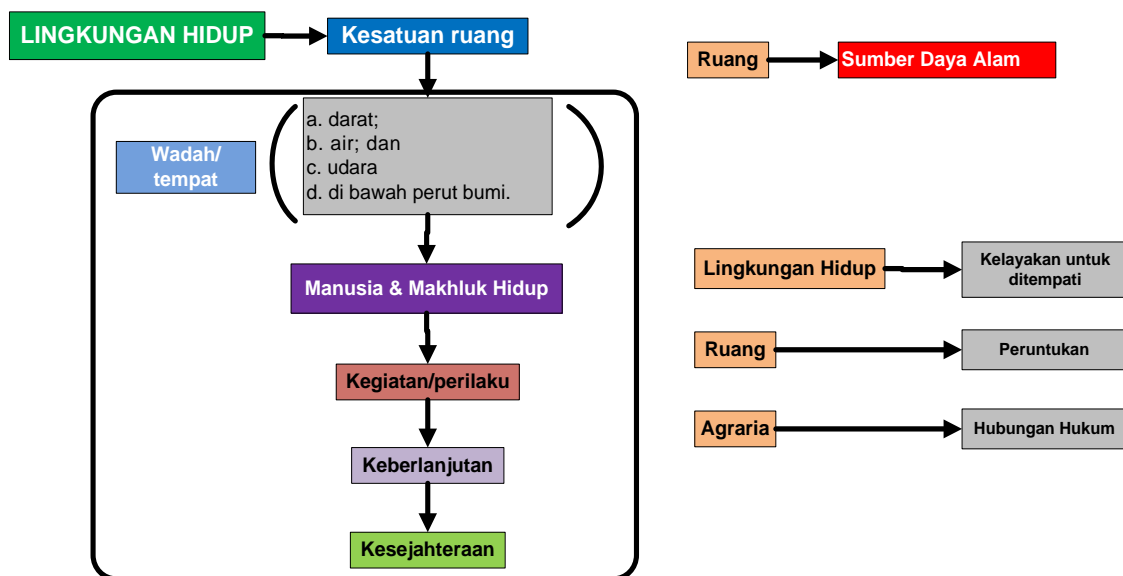 LINGKUNGAN HIDUP
Kesatuan ruang
Wadah/
tempat
a. darat;
b. air; dan
c. udara
d. di bawah perut bumi.
Manusia & Makhluk Hidup
Kegiatan/perilaku
Keberlanjutan
Kesejahteraan
Ruang
Sumber Daya Alam
Lingkungan Hidup
Kelayakan untuk
ditempati
Ruang
Peruntukan
Agraria
Hubungan Hukum